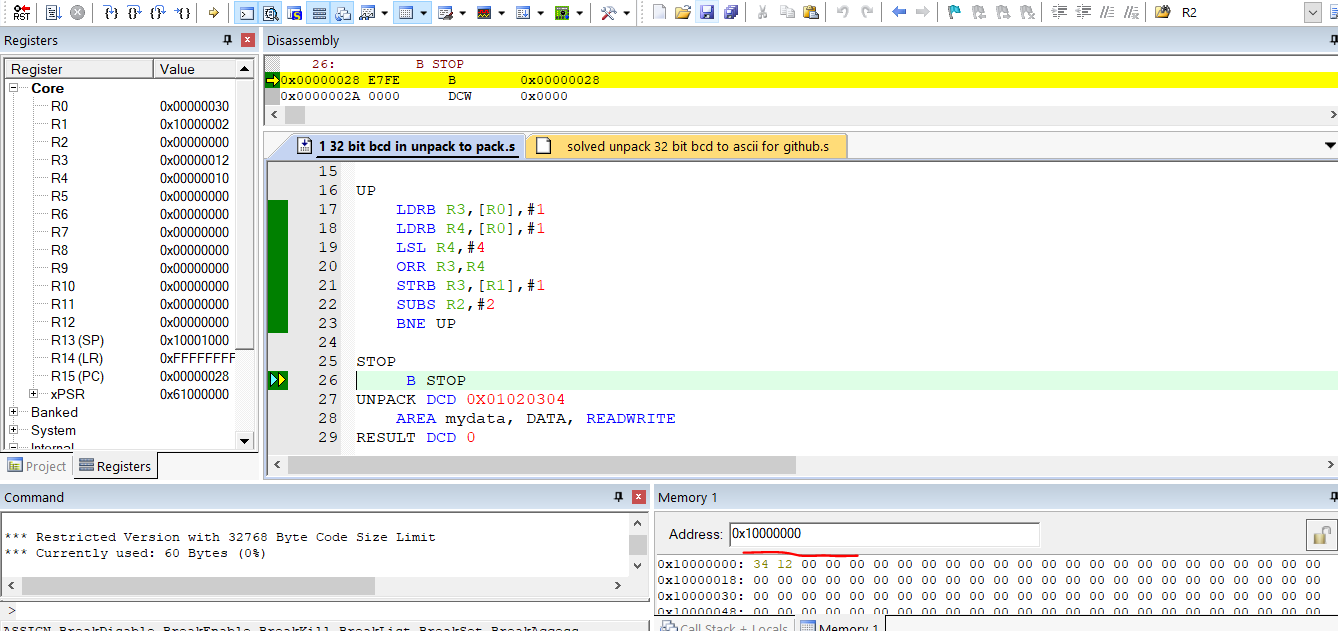 RST
R2
Registers
Disassembly
Register Value
Core
R0 0x00000030
R1 0x10000002
R2 0x00000000
R3 0x00000012
R4 0x00000010
R5 0x00000000
R6 0x00000000
R7 0x00000000
R8 0x00000000
R9 0x00000000
R10 0x00000000
R11 0x00000000
R12 0x00000000
R13 (SP) 0x10001000
R14 (LR) 0xFFFFFFFF
R15 (PC) 0x00000028
xPSR 0x61000000
Banked
System
Internal
Project Registers
26: B STOP
0x00000028 E7FE B 0x00000028
0x0000002A 0000 DCW 0x0000
1 32 bit bcd in unpack to pack.s solved unpack 32 bit bcd to ascii for github.s
15
16 UP
17 LDRB R3,[R0],#1
18 LDRB R4,[R0],#1
19 LSL R4,#4
20 ORR R3,R4
21 STRB R3,[R1],#1
22 SUBS R2,#2
23 BNE UP
24
25 STOP
26 B STOP
27 UNPACK DCD 0X01020304
28 AREA mydata, DATA, READWRITE
29 RESULT DCD 0
Command
*** Restricted Version with 32768 Byte Code Size Limit
*** Currently used: 60 Bytes (0%)
>
ASSIGN BreakDisable BreakEnable BreakKill BreakList BreakSet BreakAccess
Memory 1
Address: 0x10000000
0x10000000: 34 12 00 00 00 00 00 00 00 00 00 00 00 00 00 00 00 00 00 00 00 00 00 00
0x10000018: 00 00 00 00 00 00 00 00 00 00 00 00 00 00 00 00 00 00 00 00 00 00 00 00
0x10000030: 00 00 00 00 00 00 00 00 00 00 00 00 00 00 00 00 00 00 00 00 00 00 00 00
0x10000048: 00 00 00 00 00 00 00 00 00 00 00 00 00 00 00 00 00 00 00 00 00 00 00 00
Call Stack + Locals Memory 1